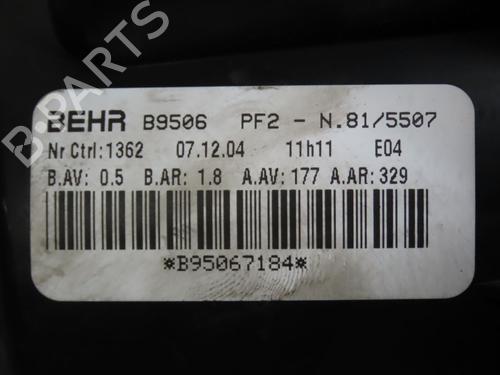 BEHR B9506 PF2 - N.81/5507
Nr Ctrl:1362 07.12.04 11h11 E04
B.AV: 0.5 B.AR: 1.8 A.AV: 177 A.AR: 329
*B95067184*
B-PARTS